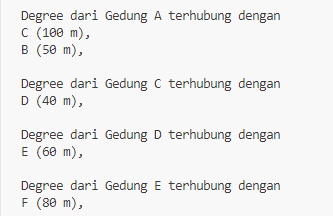 Degree dari Gedung A terhubung dengan
C (100 m),
B (50 m),
Degree dari Gedung C terhubung dengan
D (40 m),
Degree dari Gedung D terhubung dengan
E (60 m),
Degree dari Gedung E terhubung dengan
F (80 m),